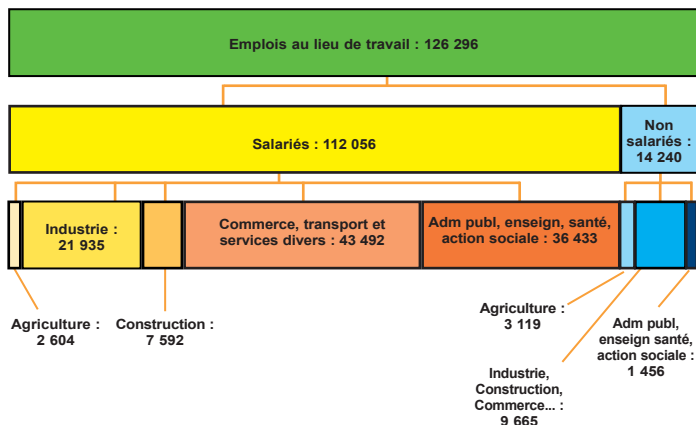 Emplois au lieu de travail : 126 296
Salariés : 112 056
Non
salariés :
14 240
Industrie :
21 935
Commerce, transport et
services divers : 43 492
Adm publ, enseign, santé,
action sociale : 36 433
Agriculture :
2 604
Construction :
7 592
Agriculture :
3 119
Industrie,
Construction,
Commerce... :
9 665
Adm publ,
enseign santé,
action sociale :
1 456